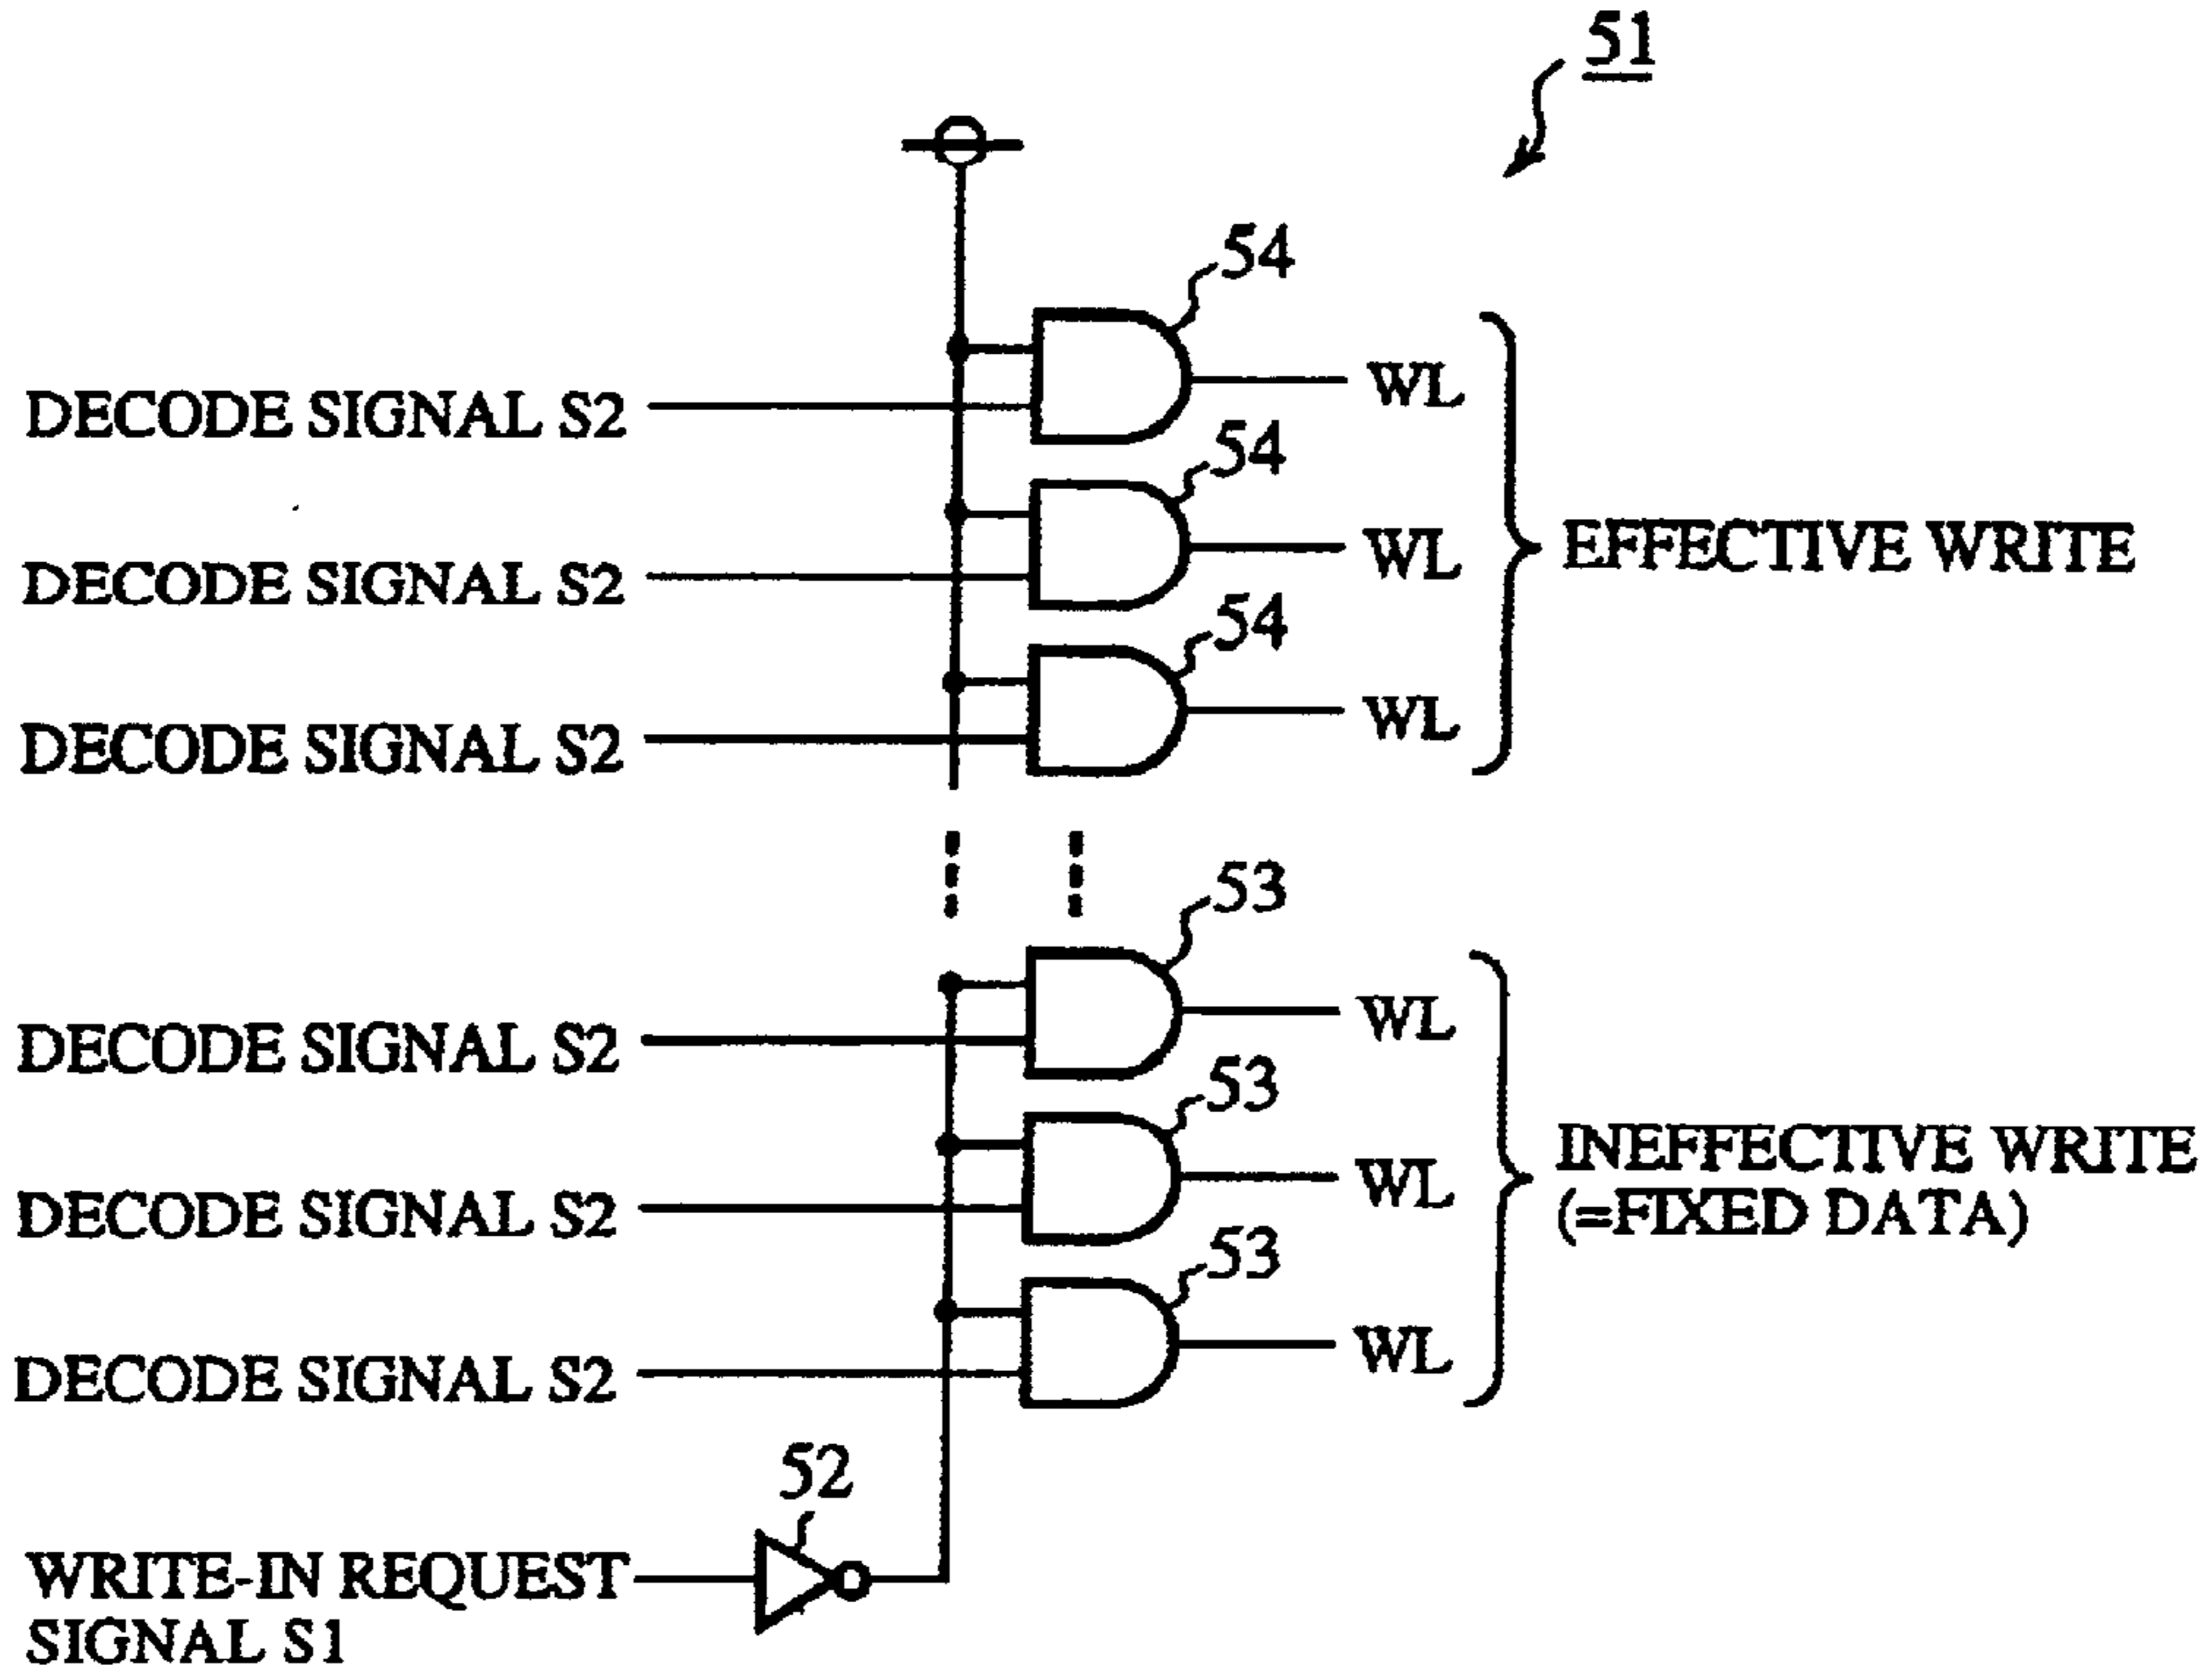 51
54
DECODE SIGNAL S2 WL
54
DECODE SIGNAL S2 WL EFFECTIVE WRITE
54
DECODE SIGNAL S2 WL
53
DECODE SIGNAL S2 WL
53
DECODE SIGNAL S2 WL INEFFECTIVE WRITE
(=FIXED DATA)
53
DECODE SIGNAL S2 WL
52
WRITE-IN REQUEST
SIGNAL S1